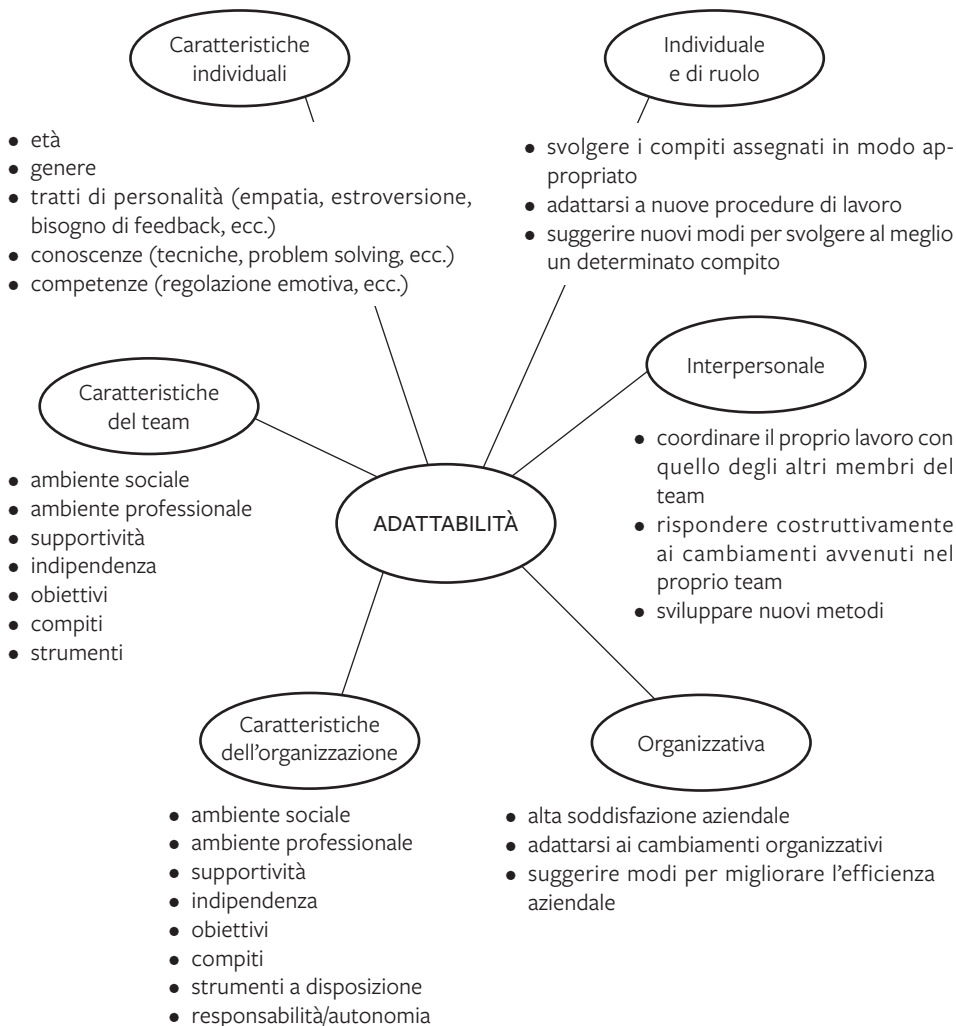 Caratteristiche
individuali
● età
● genere
● tratti di personalità (empatia, estroversione,
bisogno di feedback, ecc.)
● conoscenze (tecniche, problem solving, ecc.)
● competenze (regolazione emotiva, ecc.)
Individuale
e di ruolo
● svolgere i compiti assegnati in modo ap-
propriato
● adattarsi a nuove procedure di lavoro
● suggerire nuovi modi per svolgere al meglio
un determinato compito
Caratteristiche
del team
● ambiente sociale
● ambiente professionale
● supportività
● indipendenza
● obiettivi
● compiti
● strumenti
ADATTABILITÀ
Interpersonale
● coordinare il proprio lavoro con
quello degli altri membri del
team
● rispondere costruttivamente
ai cambiamenti avvenuti nel
proprio team
● sviluppare nuovi metodi
Caratteristiche
dell'organizzazione
● ambiente sociale
● ambiente professionale
● supportività
● indipendenza
● obiettivi
● compiti
● strumenti a disposizione
● responsabilità/autonomia
Organizzativa
● alta soddisfazione aziendale
● adattarsi ai cambiamenti organizzativi
● suggerire modi per migliorare l'efficienza
aziendale